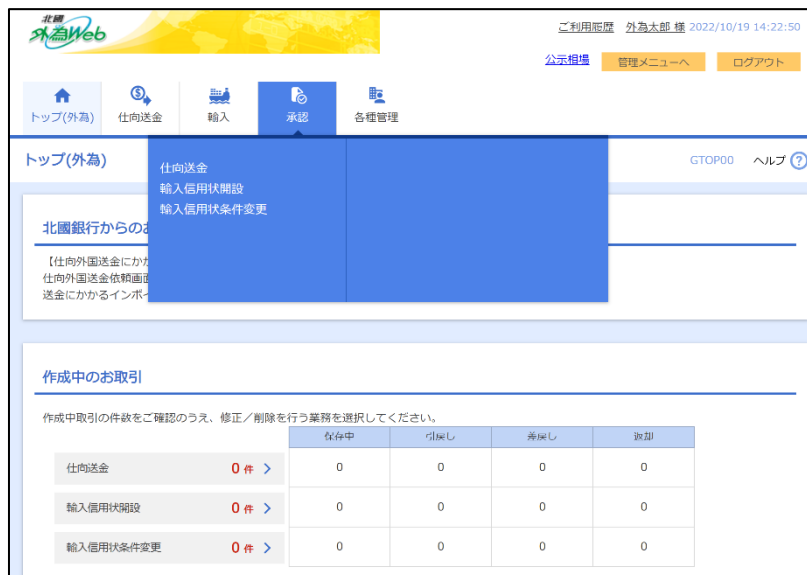 北國
外為Web
ご利用履歴 外為太郎 様 2022/10/19 14:22:50
公示相場 管理メニューへ ログアウト
トップ(外為) 仕向送金 輸入 承認 各種管理
トップ(外為) GTOP00 ヘルプ ?
仕向送金
輸入信用状開設
輸入信用状条件変更
北國銀行からのお
【仕向外国送金にかか
仕向外国送金依頼画面
送金にかかるインボイ
作成中のお取引
作成中取引の件数をご確認のうえ、修正/削除を行う業務を選択してください。
保存中 引戻し 差戻し 返却
仕向送金 0 件 0 0 0 0
輸入信用状開設 0 件 0 0 0 0
輸入信用状条件変更 0 件 0 0 0 0